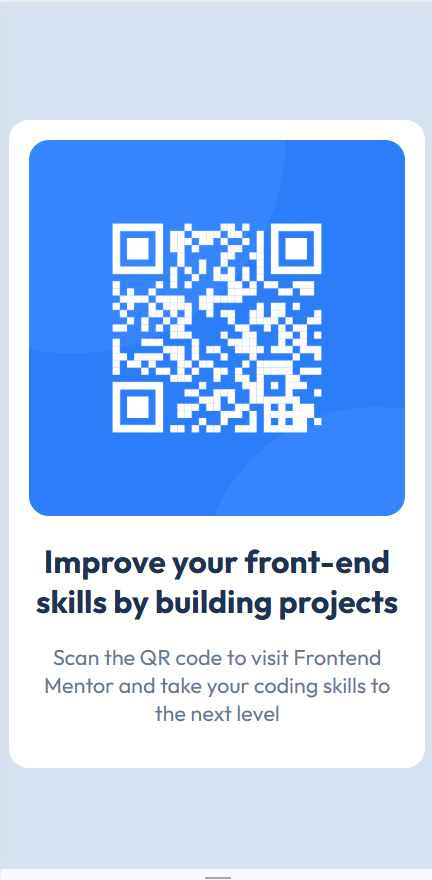 Improve your front-end
skills by building projects
Scan the QR code to visit Frontend
Mentor and take your coding skills to
the next level